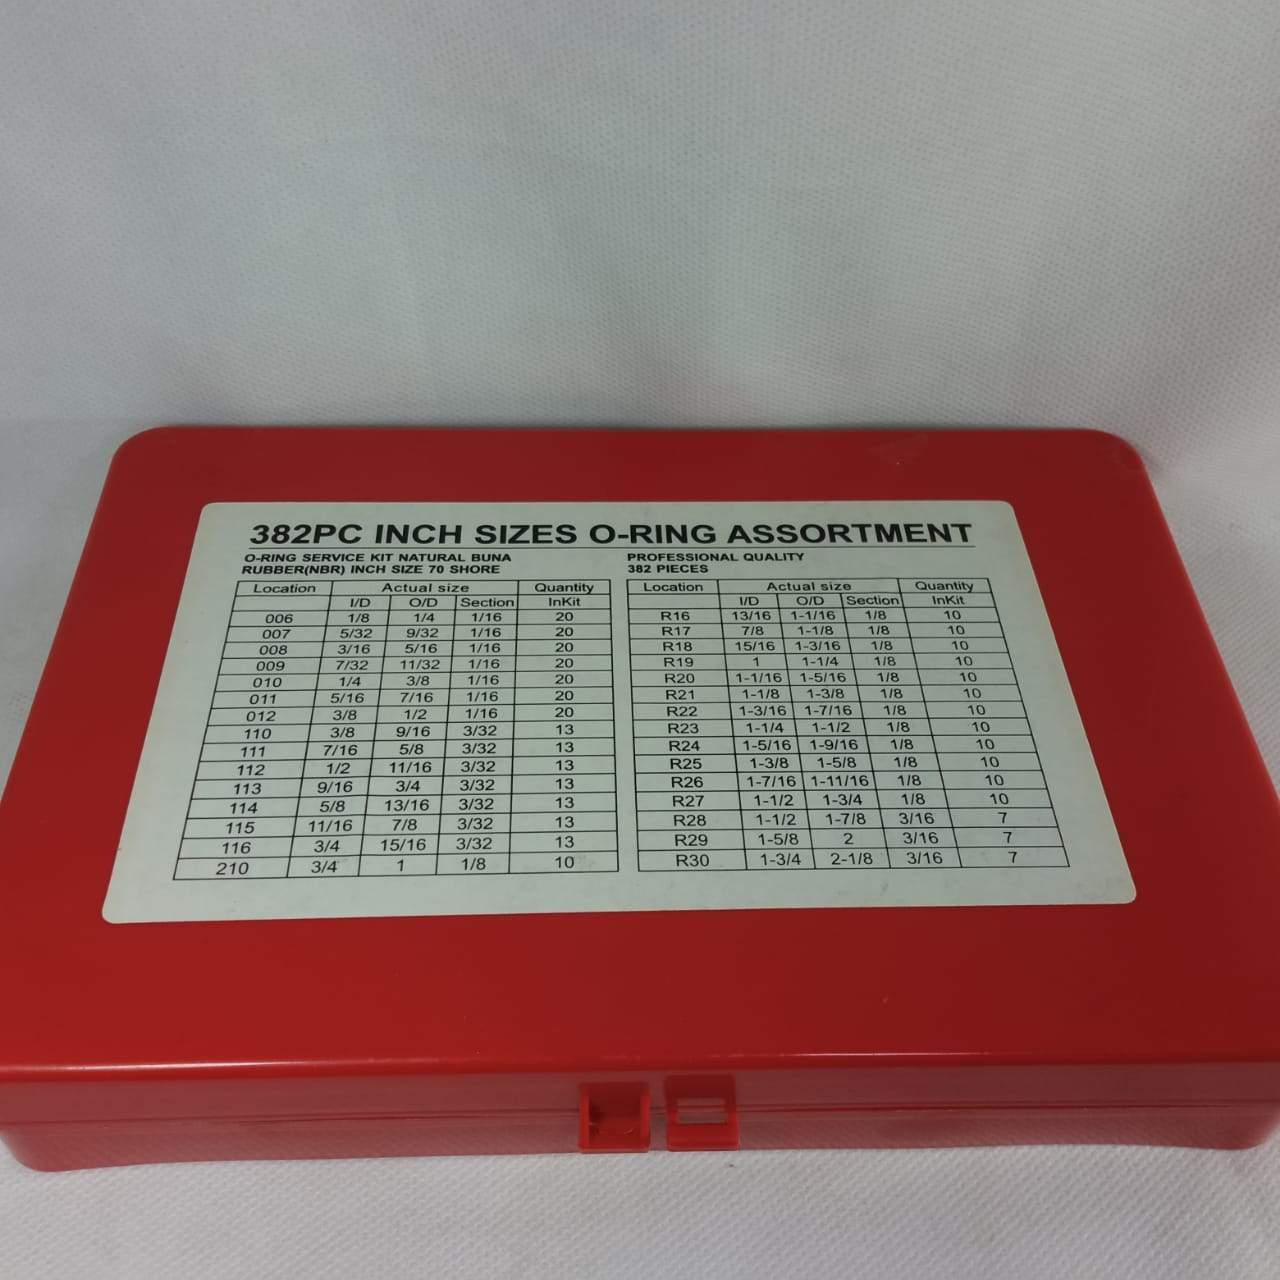 382PC INCH SIZES O-RING ASSORTMENT
O-RING SERVICE KIT NATURAL BUNA
RUBBER(NBR) INCH SIZE 70 SHORE
Location Actual size Quantity
I/D O/D Section InKit
006 1/8 1/4 1/16 20
007 5/32 9/32 1/16 20
008 3/16 5/16 1/16 20
009 7/32 11/32 1/16 20
010 1/4 3/8 1/16 20
011 5/16 7/16 1/16 20
012 3/8 1/2 1/16 20
110 3/8 9/16 3/32 13
111 7/16 5/8 3/32 13
112 1/2 11/16 3/32 13
113 9/16 3/4 3/32 13
114 5/8 13/16 3/32 13
115 11/16 7/8 3/32 13
116 3/4 15/16 3/32 13
210 3/4 1 1/8 10
PROFESSIONAL QUALITY
382 PIECES
Location Actual size Quantity
I/D O/D Section InKit
R16 13/16 1-1/16 1/8 10
R17 7/8 1-1/8 1/8 10
R18 15/16 1-3/16 1/8 10
R19 1 1-1/4 1/8 10
R20 1-1/16 1-5/16 1/8 10
R21 1-1/8 1-3/8 1/8 10
R22 1-3/16 1-7/16 1/8 10
R23 1-1/4 1-1/2 1/8 10
R24 1-5/16 1-9/16 1/8 10
R25 1-3/8 1-5/8 1/8 10
R26 1-7/16 1-11/16 1/8 10
R27 1-1/2 1-3/4 1/8 10
R28 1-1/2 1-7/8 3/16 7
R29 1-5/8 2 3/16 7
R30 1-3/4 2-1/8 3/16 7